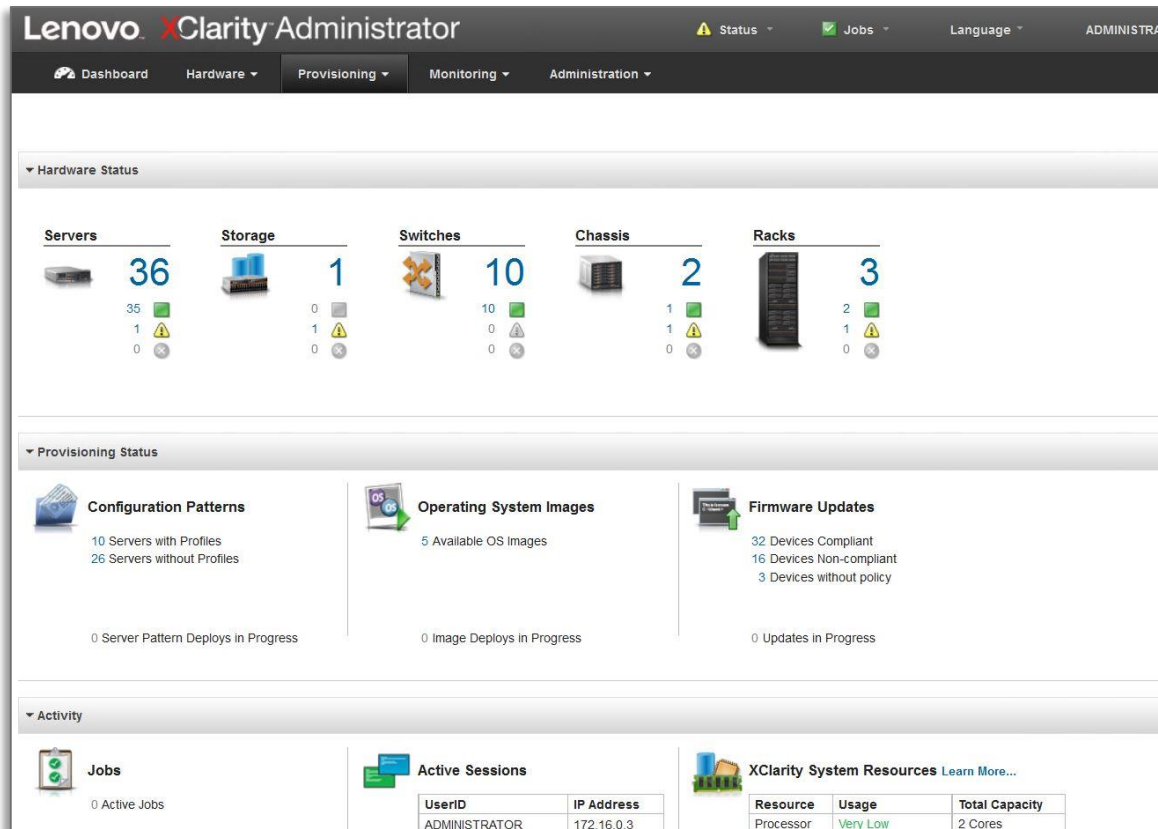 Lenovo XClarity Administrator
Status
Jobs
Language
ADMINISTRA
Dashboard
Hardware
Provisioning
Monitoring
Administration
Hardware Status
Servers
36
35
1
0
Storage
1
0
1
0
Switches
10
10
0
0
Chassis
2
1
1
0
Racks
3
2
1
0
Provisioning Status
Configuration Patterns
10 Servers with Profiles
26 Servers without Profiles
0 Server Pattern Deploys in Progress
OS
OS
Operating System Images
5 Available OS Images
0 Image Deploys in Progress
Firmware Updates
32 Devices Compliant
16 Devices Non-compliant
3 Devices without policy
0 Updates in Progress
Activity
Jobs
0 Active Jobs
Active Sessions
UserID IP Address
ADMINISTRATOR 172.16.0.3
XClarity System Resources Learn More...
Resource Usage Total Capacity
Processor Very Low 2 Cores